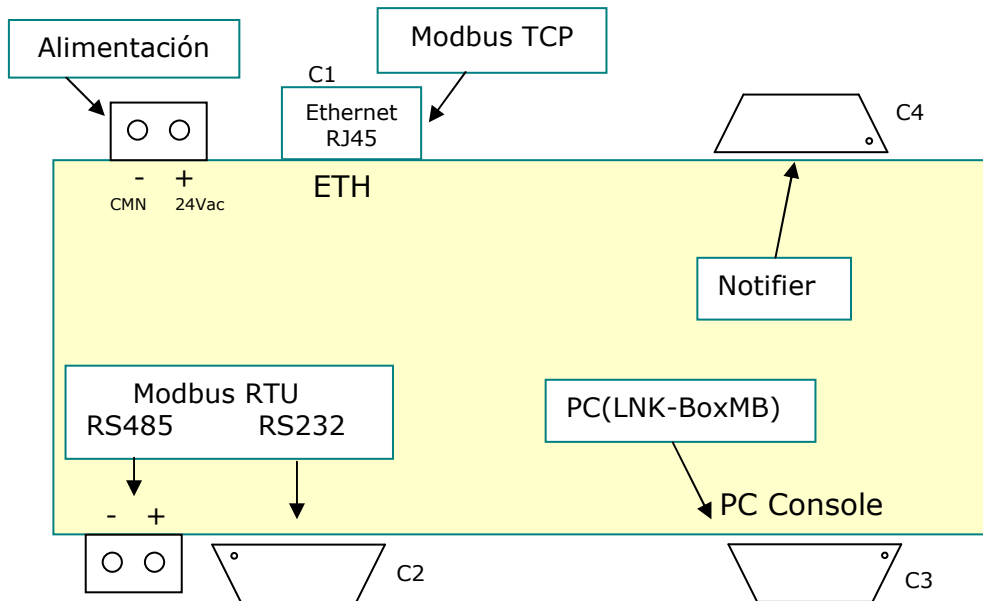 Alimentación
Modbus TCP
C1
Ethernet
RJ45
C4
- +
CMN 24Vac
ETH
Notifier
Modbus RTU
RS485 RS232
PC(LNK-BoxMB)
- +
PC Console
C2
C3